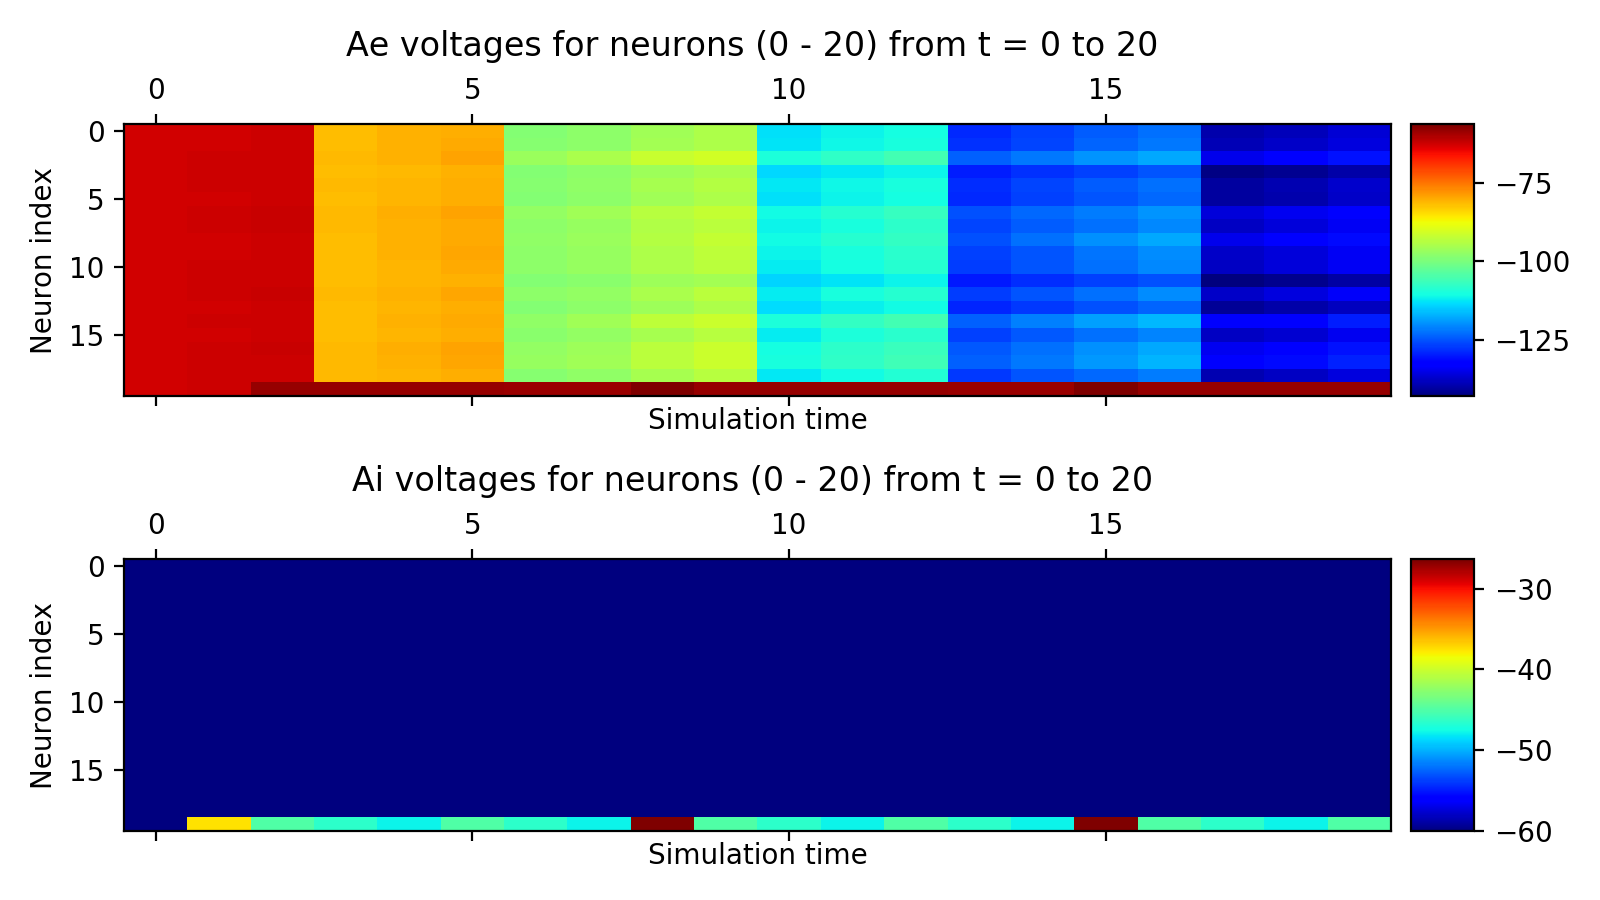 Ae voltages for neurons (0 - 20) from t = 0 to 20
0 5 10 15
Neuron index
0
5
10
15
−75
−100
−125
Simulation time
Ai voltages for neurons (0 - 20) from t = 0 to 20
0 5 10 15
Neuron index
0
5
10
15
−30
−40
−50
−60
Simulation time